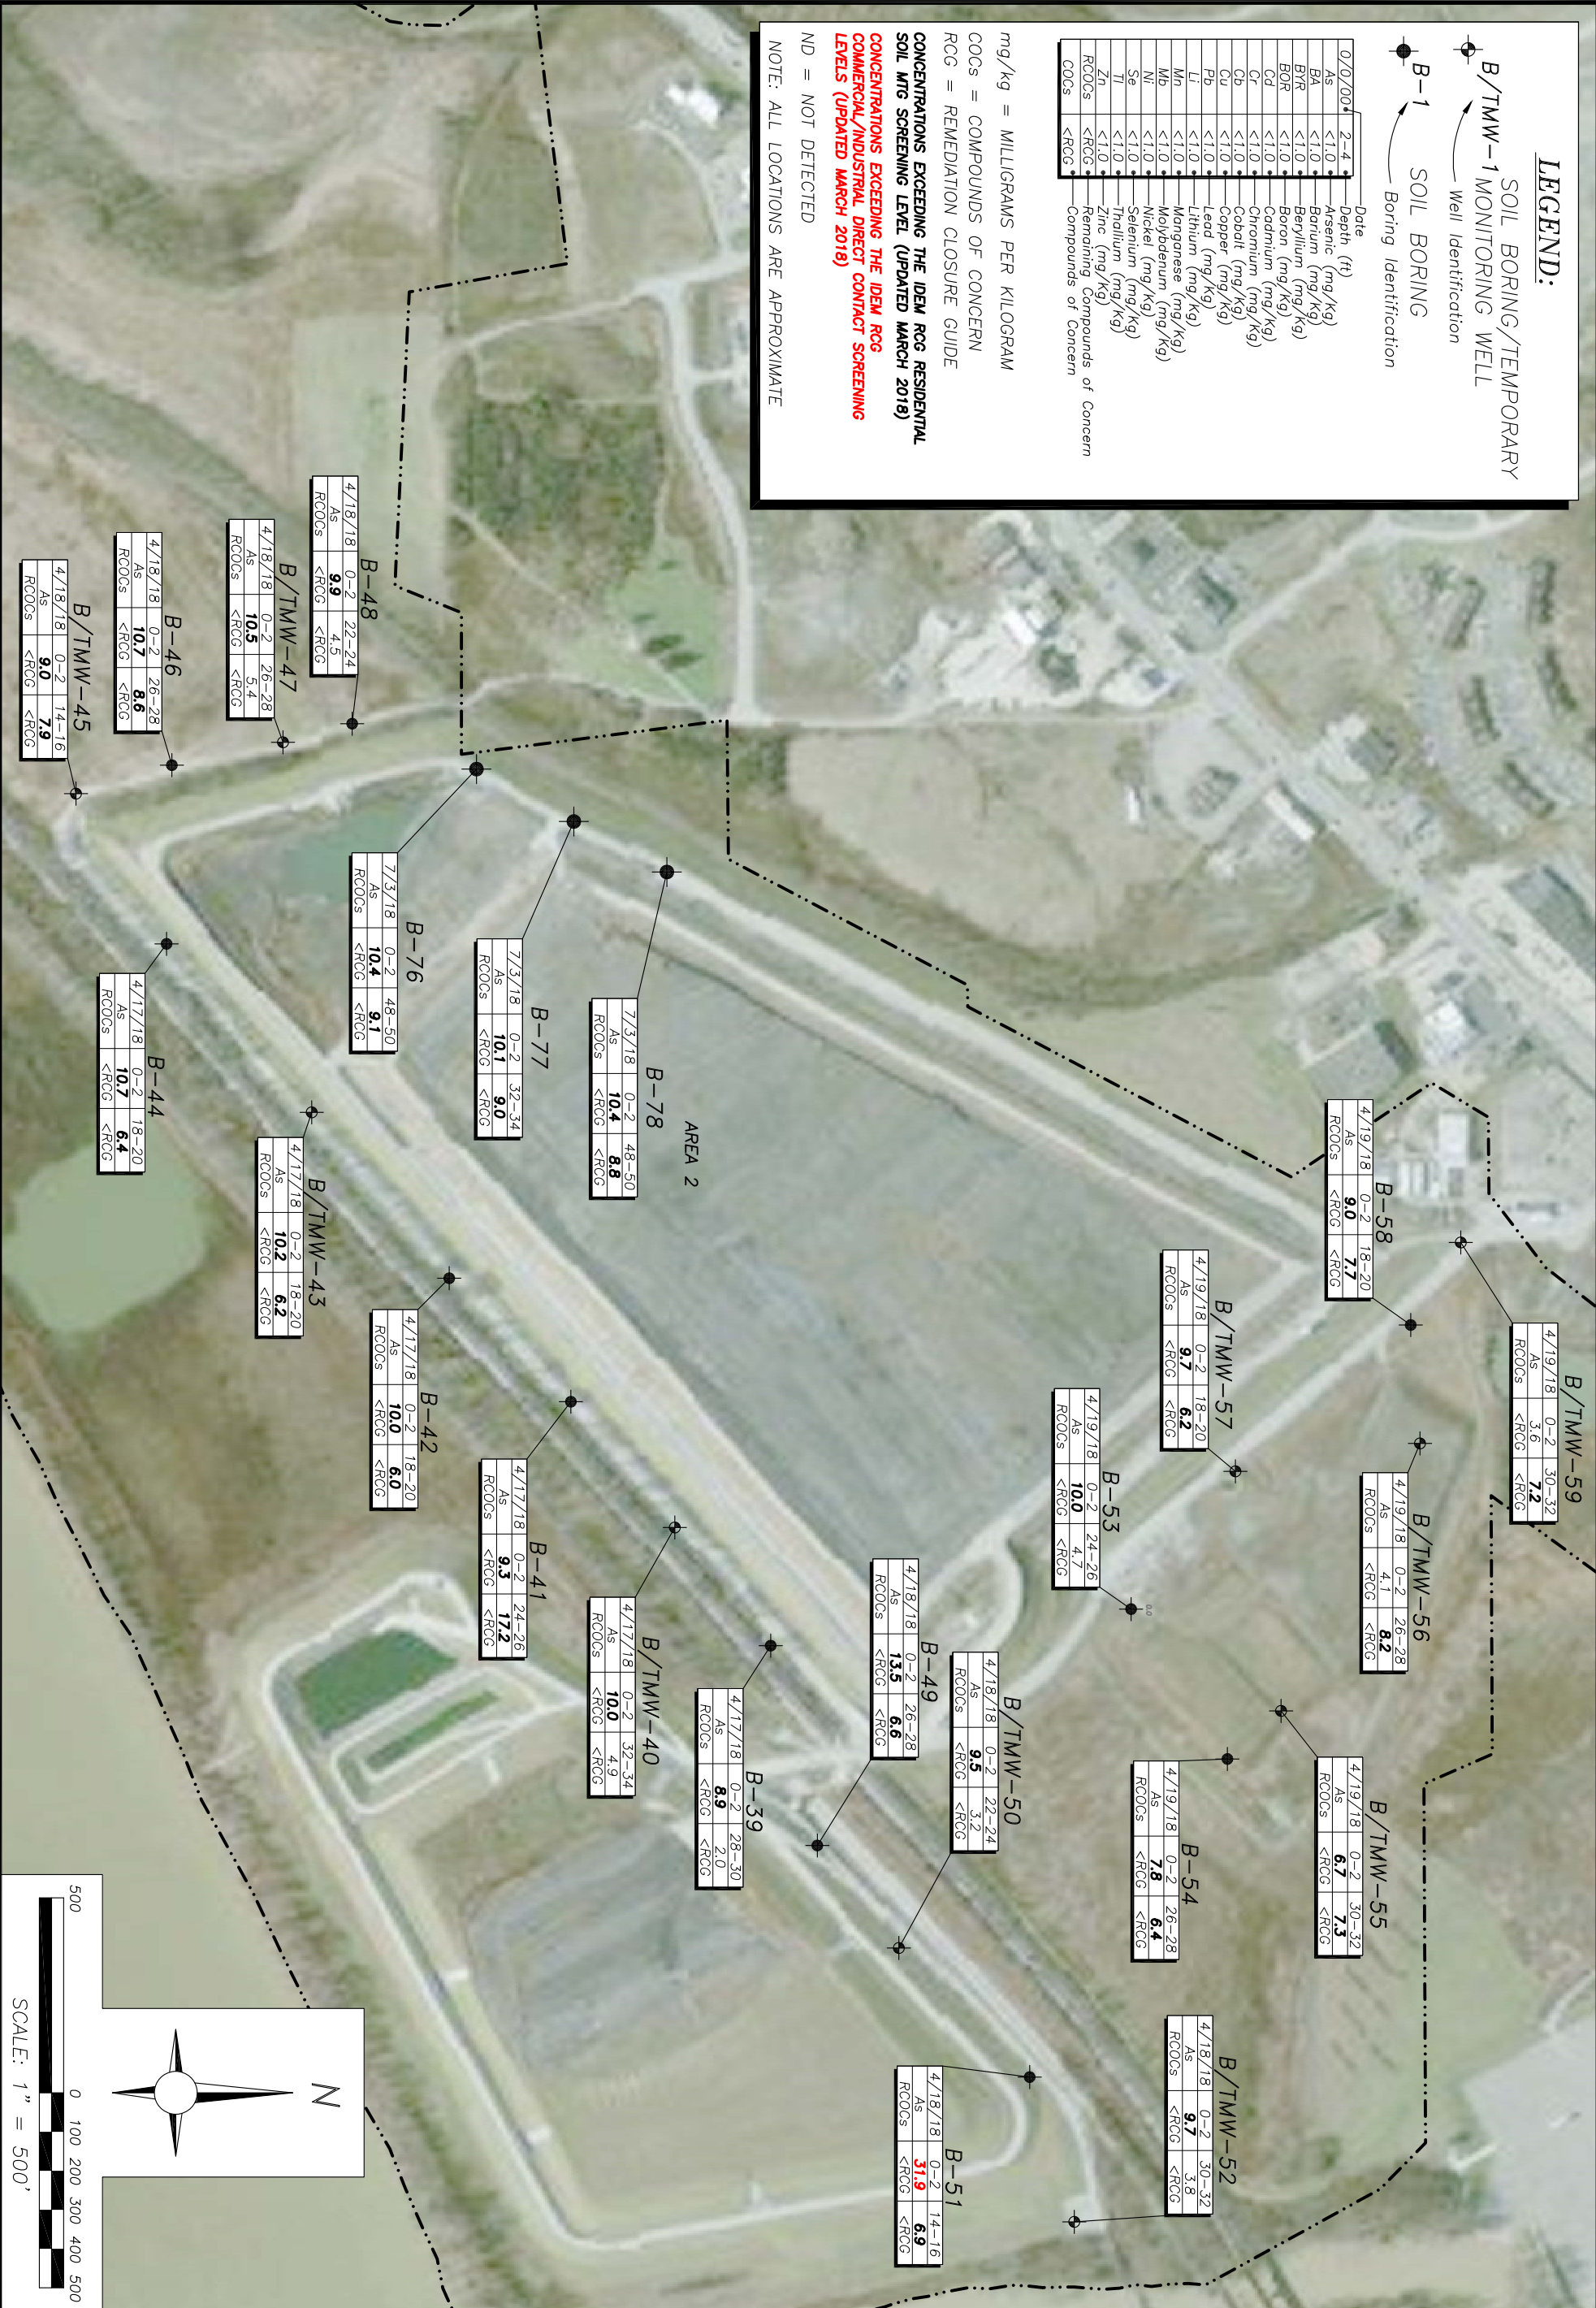 LEGEND:
SOIL BORING/TEMPORARY
B/TMW-1 MONITORING WELL
Well Identification
B-1 SOIL BORING
Boring Identification
Date
0/0/00 2-4 Depth (ft)
As <1.0 Arsenic (mg/Kg)
BA <1.0 Barium (mg/Kg)
BYR <1.0 Beryllium (mg/Kg)
BOR <1.0 Boron (mg/Kg)
Cd <1.0 Cadmium (mg/Kg)
Cr <1.0 Chromium (mg/Kg)
Cb <1.0 Cobalt (mg/Kg)
Cu <1.0 Copper (mg/Kg)
Pb <1.0 Lead (mg/Kg)
Li <1.0 Lithium (mg/Kg)
Mn <1.0 Manganese (mg/Kg)
Mb <1.0 Molybdenum (mg/Kg)
Ni <1.0 Nickel (mg/Kg)
Se <1.0 Selenium (mg/Kg)
Tl <1.0 Thallium (mg/Kg)
Zn <1.0 Zinc (mg/Kg)
RCOCs <RCG Remaining Compounds of Concern
COCs <RCG Compounds of Concern
mg/kg = MILLIGRAMS PER KILOGRAM
COCs = COMPOUNDS OF CONCERN
RCG = REMEDIATION CLOSURE GUIDE
CONCENTRATIONS EXCEEDING THE IDEM RCG RESIDENTIAL
SOIL MTG SCREENING LEVEL (UPDATED MARCH 2018)
CONCENTRATIONS EXCEEDING THE IDEM RCG
COMMERCIAL/INDUSTRIAL DIRECT CONTACT SCREENING
LEVELS (UPDATED MARCH 2018)
ND = NOT DETECTED
NOTE: ALL LOCATIONS ARE APPROXIMATE
B/TMW-59
4/19/18 0-2 30-32
As 3.6 7.2
RCOCs <RCG <RCG
B/TMW-56
4/19/18 0-2 26-28
As 4.1 8.2
RCOCs <RCG <RCG
B-58
4/19/18 0-2 18-20
As 9.0 7.7
RCOCs <RCG <RCG
B/TMW-55
4/19/18 0-2 30-32
As 6.7 7.3
RCOCs <RCG <RCG
B/TMW-57
4/19/18 0-2 18-20
As 9.7 6.2
RCOCs <RCG <RCG
B/TMW-52
4/18/18 0-2 30-32
As 9.7 3.8
RCOCs <RCG <RCG
B-54
4/19/18 0-2 26-28
As 7.8 6.4
RCOCs <RCG <RCG
0.0
B-53
4/19/18 0-2 24-26
As 10.0 4.7
RCOCs <RCG <RCG
B/TMW-50
4/18/18 0-2 22-24
As 9.5 3.2
RCOCs <RCG <RCG
B-51
4/18/18 0-2 14-16
As 31.9 6.9
RCOCs <RCG <RCG
B-49
4/18/18 0-2 26-28
As 13.5 6.6
RCOCs <RCG <RCG
B-39
4/17/18 0-2 28-30
As 8.9 2.0
RCOCs <RCG <RCG
AREA 2
B-78
7/3/18 0-2 48-50
As 10.4 8.8
RCOCs <RCG <RCG
B/TMW-40
4/17/18 0-2 32-34
As 10.0 4.9
RCOCs <RCG <RCG
B-77
7/3/18 0-2 32-34
As 10.1 9.0
RCOCs <RCG <RCG
B-41
4/17/18 0-2 24-26
As 9.3 17.2
RCOCs <RCG <RCG
B-76
7/3/18 0-2 48-50
As 10.4 9.1
RCOCs <RCG <RCG
B-42
4/17/18 0-2 18-20
As 10.0 6.0
RCOCs <RCG <RCG
B-48
4/18/18 0-2 22-24
As 9.9 4.5
RCOCs <RCG <RCG
B/TMW-43
4/17/18 0-2 18-20
As 10.2 6.2
RCOCs <RCG <RCG
B/TMW-47
4/18/18 0-2 26-28
As 10.5 5.4
RCOCs <RCG <RCG
B-46
4/18/18 0-2 26-28
As 10.7 8.6
RCOCs <RCG <RCG
B-44
4/17/18 0-2 18-20
As 10.7 6.4
RCOCs <RCG <RCG
B/TMW-45
4/18/18 0-2 14-16
As 9.0 7.9
RCOCs <RCG <RCG
N
500 0 100 200 300 400 500
SCALE: 1" = 500'